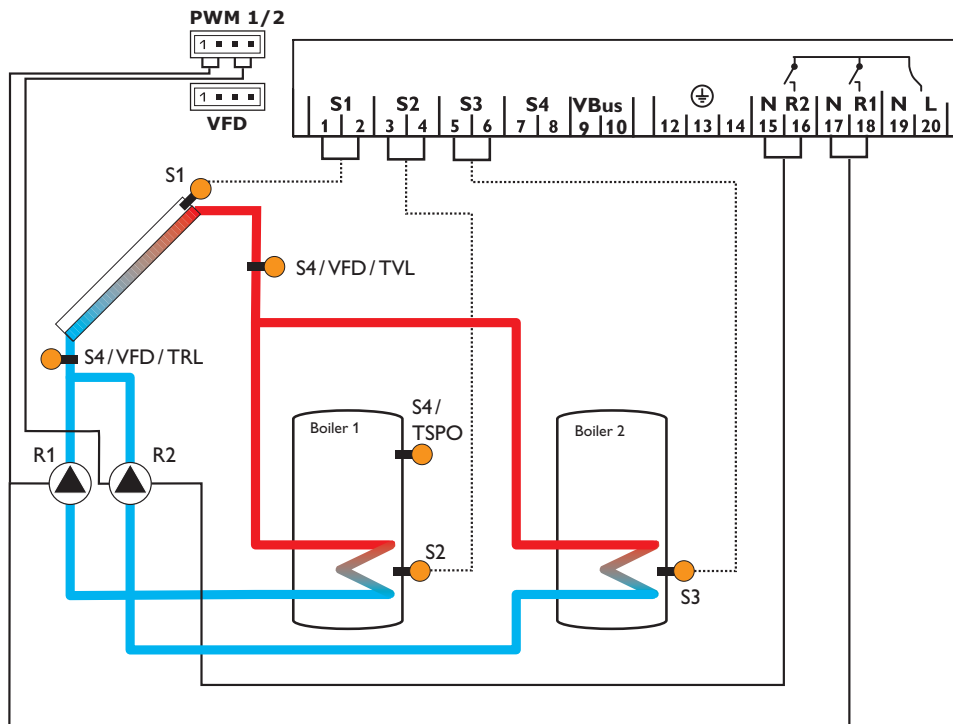 PWM 1/2
1
1
VFD
S1 S2 S3 S4 VBus N R2 N R1 N L
1 2 3 4 5 6 7 8 9 10 12 13 14 15 16 17 18 19 20
S1
S4 / VFD / TVL
S4 / VFD / TRL
Boiler 1
S4 /
TSPO
Boiler 2
R1
R2
S2
S3